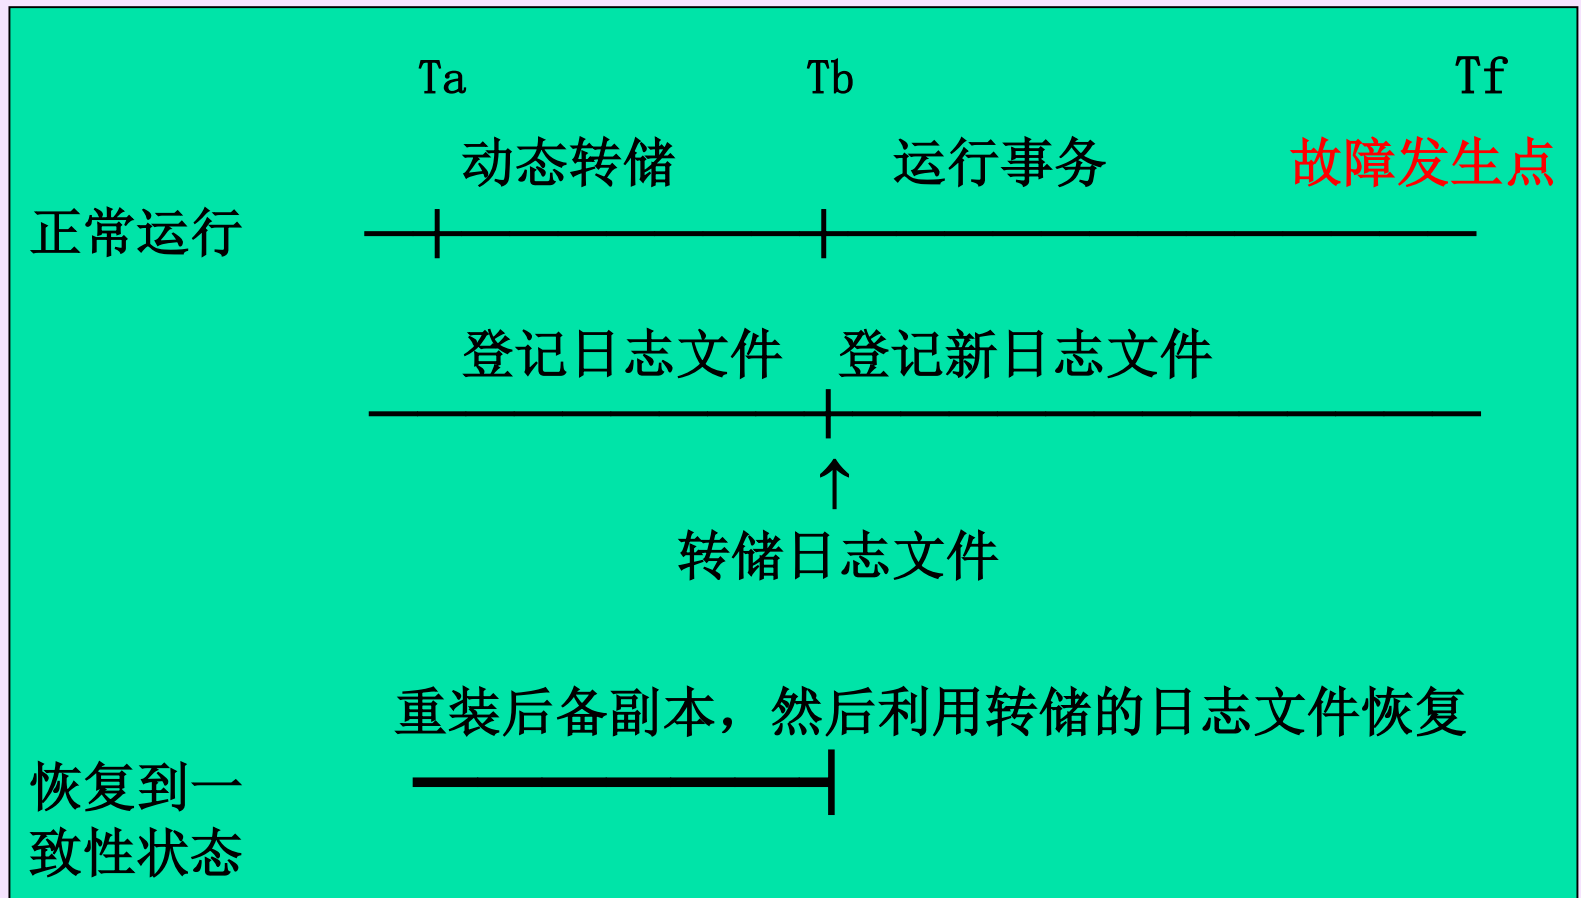 Ta Tb Tf
动态转储 运行事务 故障发生点
正常运行
登记日志文件 登记新日志文件
↑
转储日志文件
重装后备副本，然后利用转储的日志文件恢复
恢复到一
致性状态